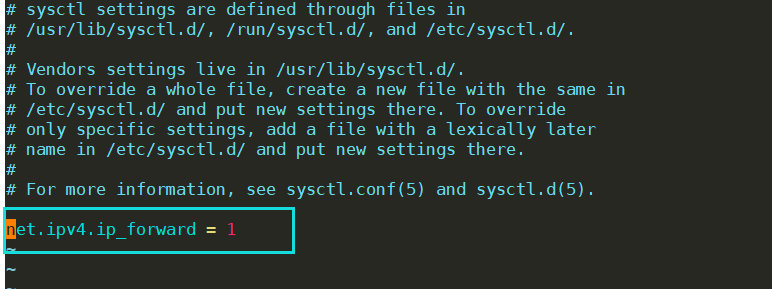 # sysctl settings are defined through files in
# /usr/lib/sysctl.d/, /run/sysctl.d/, and /etc/sysctl.d/.
#
# Vendors settings live in /usr/lib/sysctl.d/.
# To override a whole file, create a new file with the same in
# /etc/sysctl.d/ and put new settings there. To override
# only specific settings, add a file with a lexically later
# name in /etc/sysctl.d/ and put new settings there.
#
# For more information, see sysctl.conf(5) and sysctl.d(5).
net.ipv4.ip_forward = 1
~
~
~